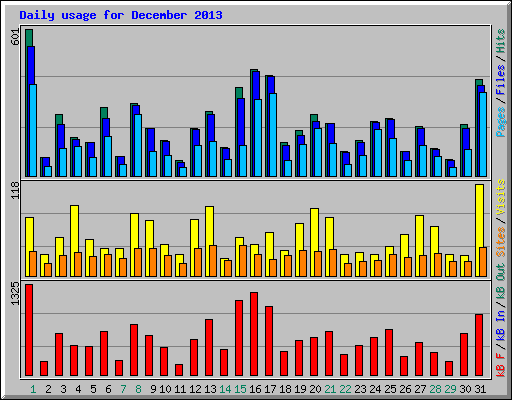 Daily usage for December 2013
601
Pages / Files / Hits
118
Sites / Visits
1325
kB F / kB In / kB Out
1 2 3 4 5 6 7 8 9 10 11 12 13 14 15 16 17 18 19 20 21 22 23 24 25 26 27 28 29 30 31